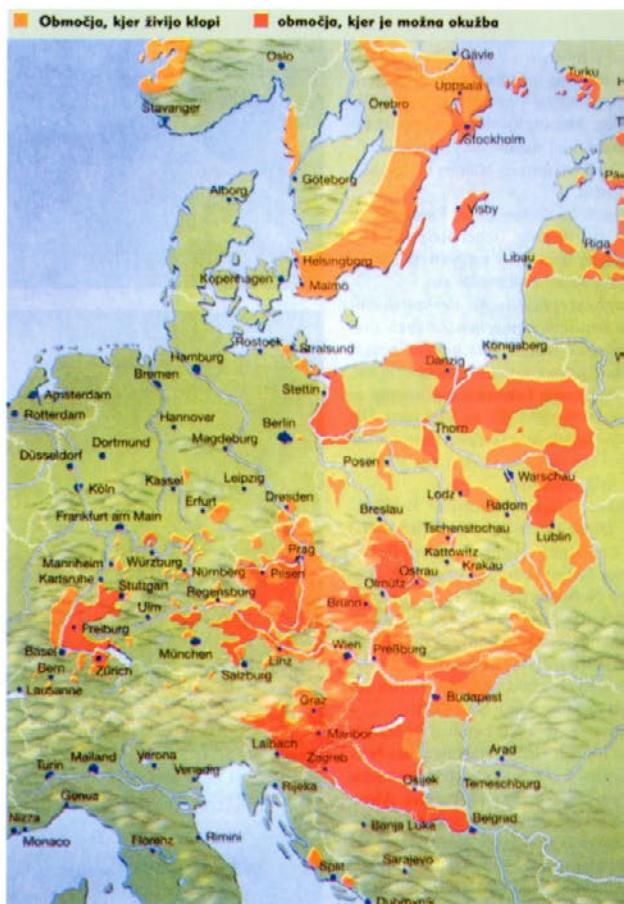 Območja, kjer živijo klopi
območja, kjer je možna okužba
Oslo
Gävle
Turku
Uppsala
Stavanger
Örebro
Stockholm
Göteborg
Alborg
Visby
Riga
Libau
Helsingborg
Kopenhagen
Malmö
Rostock
Stralsund
Danzig
Königsberg
Hamburg
Stettin
Bremen
Amsterdam
Rotterdam
Hannover
Berlin
Thorn
Dortmund
Magdeburg
Düsseldorf
Posen
Warschau
Köln
Kassel
Leipzig
Lodz
Erfurt
Dresden
Radom
Breslau
Frankfurt am Main
Lublin
Tschenstochau
Prag
Mannheim
Würzburg
Kattowitz
Krakau
Karlsruhe
Nürnberg
Pilsen
Ostrau
Stuttgart
Regensburg
Olmütz
Ulm
Brünn
Freiburg
München
Linz
Wien
Preßburg
Basel
Zürich
Salzburg
Bern
Lausanne
Budapest
Graz
Maribor
Laibach
Arad
Turin
Mailand
Verona
Venedig
Zagreb
Rijeka
Osijek
Temeschburg
Genua
Nizza
Monaco
Rimini
Florenz
Banja Luka
Belgrad
Split
Sarajevo
Dubrovnik